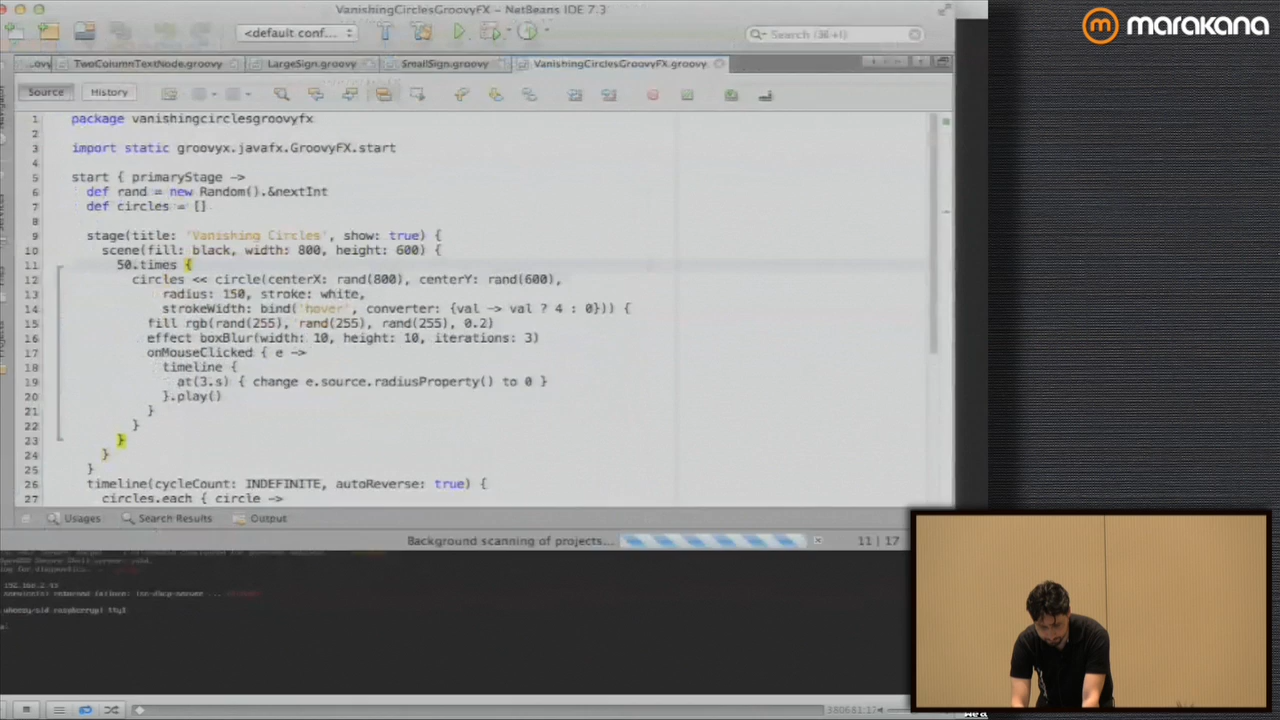 VanishingCirclesGroovyFX - NetBeans IDE 7.3
marakana
<default conf...
Search (⌘+I)
...ovy TwoColumnTextNode.groovy LargeSign.groovy SmallSign.groovy VanishingCirclesGroovyFX.groovy
Source History
1 package vanishingcirclesgroovyfx
2
3 import static groovyx.javafx.GroovyFX.start
4
5 start { primaryStage ->
6 def rand = new Random().&nextInt
7 def circles = []
8
9 stage(title: 'Vanishing Circles', show: true) {
10 scene(fill: black, width: 800, height: 600) {
11 50.times {
12 circles << circle(centerX: rand(800), centerY: rand(600),
13 radius: 150, stroke: white,
14 strokeWidth: bind('hover', converter: {val -> val ? 4 : 0})) {
15 fill rgb(rand(255), rand(255), rand(255), 0.2)
16 effect boxBlur(width: 10, height: 10, iterations: 3)
17 onMouseClicked { e ->
18 timeline {
19 at(3.s) { change e.source.radiusProperty() to 0 }
20 }.play()
21 }
22 }
23 }
24 }
25 }
26 timeline(cycleCount: INDEFINITE, autoReverse: true) {
27 circles.each { circle ->
Usages Search Results Output
Background scanning of projects... 11 | 17